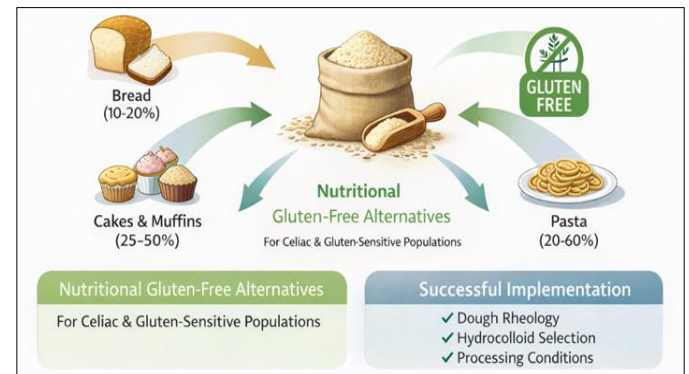 Bread
(10-20%)
GLUTEN
FREE
Cakes & Muffins
(25-50%)
Nutritional
Gluten-Free Alternatives
For Celiac & Gluten-Sensitive Populations
Pasta
(20-60%)
Nutritional Gluten-Free Alternatives
For Celiac & Gluten-Sensitive Populations
Successful Implementation
✓ Dough Rheology
✓ Hydrocolloid Selection
✓ Processing Conditions